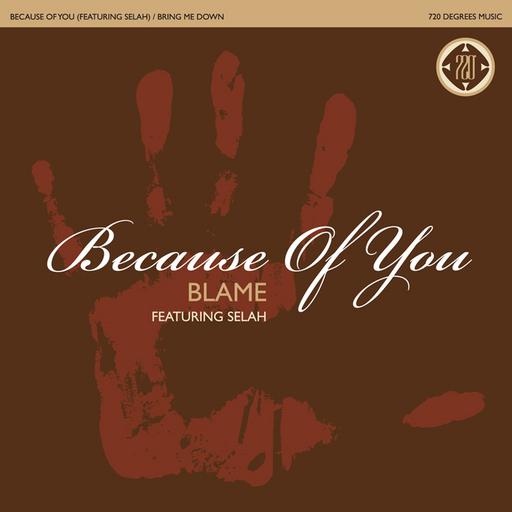 BECAUSE OF YOU (FEATURING SELAH) / BRING ME DOWN
720 DEGREES MUSIC
720
Because Of You
BLAME
FEATURING SELAH